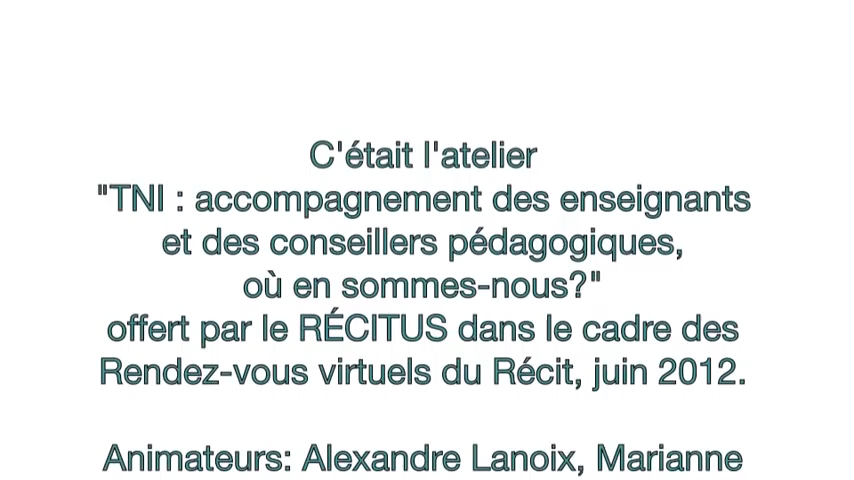 C'était l'atelier
"TNI : accompagnement des enseignants
et des conseillers pédagogiques,
où en sommes-nous?"
offert par le RÉCITUS dans le cadre des
Rendez-vous virtuels du Récit, juin 2012.
Animateurs: Alexandre Lanoix, Marianne